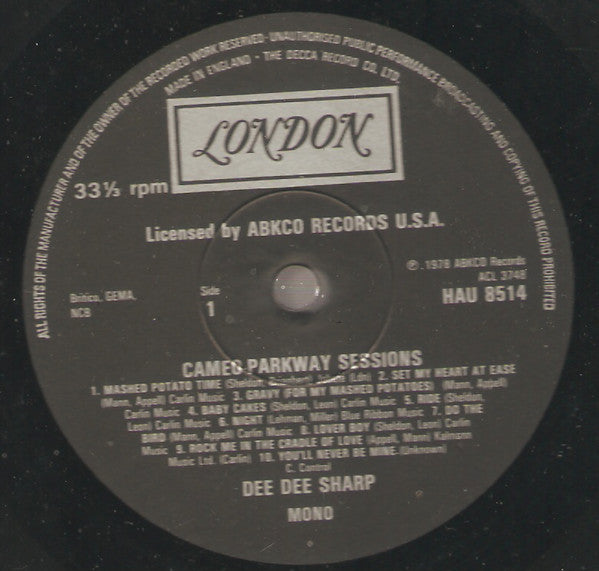 ALL RIGHTS OF THE MANUFACTURER AND OF THE OWNER OF THE RECORDED WORK RESERVED · UNAUTHORISED PUBLIC PERFORMANCE BROADCASTING AND COPYING OF THIS RECORD PROHIBITED
MADE IN ENGLAND · THE DECCA RECORD CO. LTD.
LONDON
33⅓ rpm
Licensed by ABKCO RECORDS U.S.A.
℗. 1978 ABKCO Records
ACL 3748
HAU 8514
Britico, GEMA,
NCB
Side
1
CAMEO PARKWAY SESSIONS
1. MASHED POTATO TIME (Sheldon, (Ldn) 2. SET MY HEART AT EASE
(Mann, Appell) Carlin Music 3. GRAVY (FOR MY MASHED POTATOES) (Mann, Appell)
Carlin Music 4. BABY CAKES (Sheldon, Leon) Carlin Music 5. RIDE (Sheldon,
Leon) Carlin Music 6. NIGHT (Kalman, Miller) Blue Ribbon Music 7. DO THE
BIRD (Mann, Appell) Carlin Music 8. LOVER BOY (Sheldon, Leon) Carlin
Music 9. ROCK ME IN THE CRADLE OF LOVE (Appell, Mann) Kalmann
Music Ltd. (Carlin) 10. YOU'LL NEVER BE MINE (Unknown)
C. Control
DEE DEE SHARP
MONO